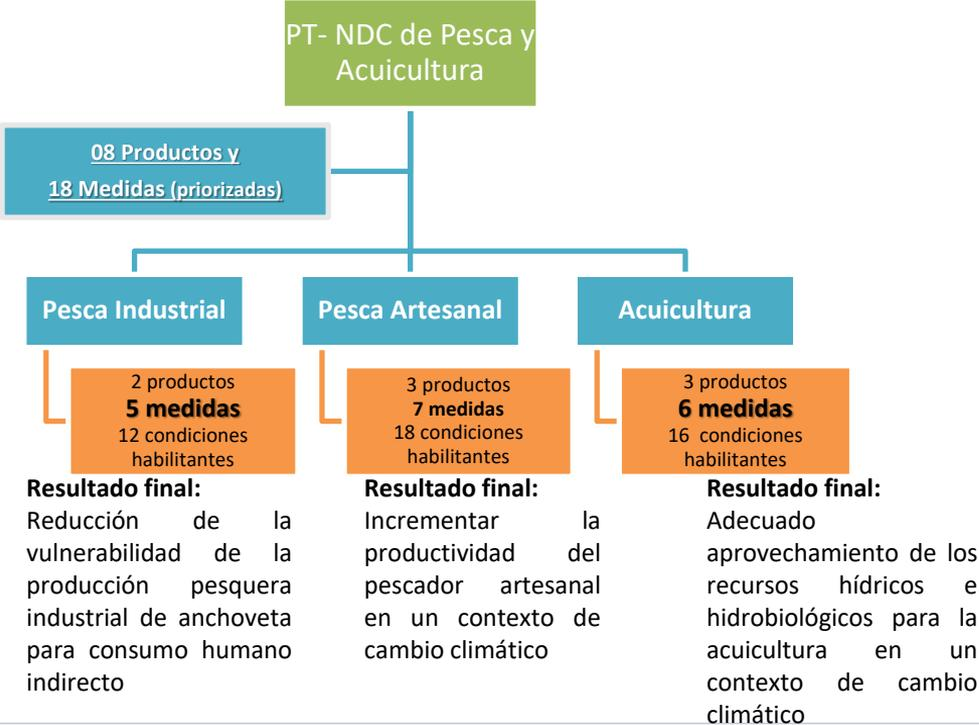 PT- NDC de Pesca y
Acuicultura
08 Productos y
18 Medidas (priorizadas)
Pesca Industrial
2 productos
5 medidas
12 condiciones
habilitantes
Resultado final:
Reducción de la
vulnerabilidad de la
producción pesquera
industrial de anchoveta
para consumo humano
indirecto
Pesca Artesanal
3 productos
7 medidas
18 condiciones
habilitantes
Resultado final:
Incrementar la
productividad del
pescador artesanal
en un contexto de
cambio climático
Acuicultura
3 productos
6 medidas
16 condiciones
habilitantes
Resultado final:
Adecuado
aprovechamiento de los
recursos hídricos e
hidrobiológicos para la
acuicultura en un
contexto de cambio
climático